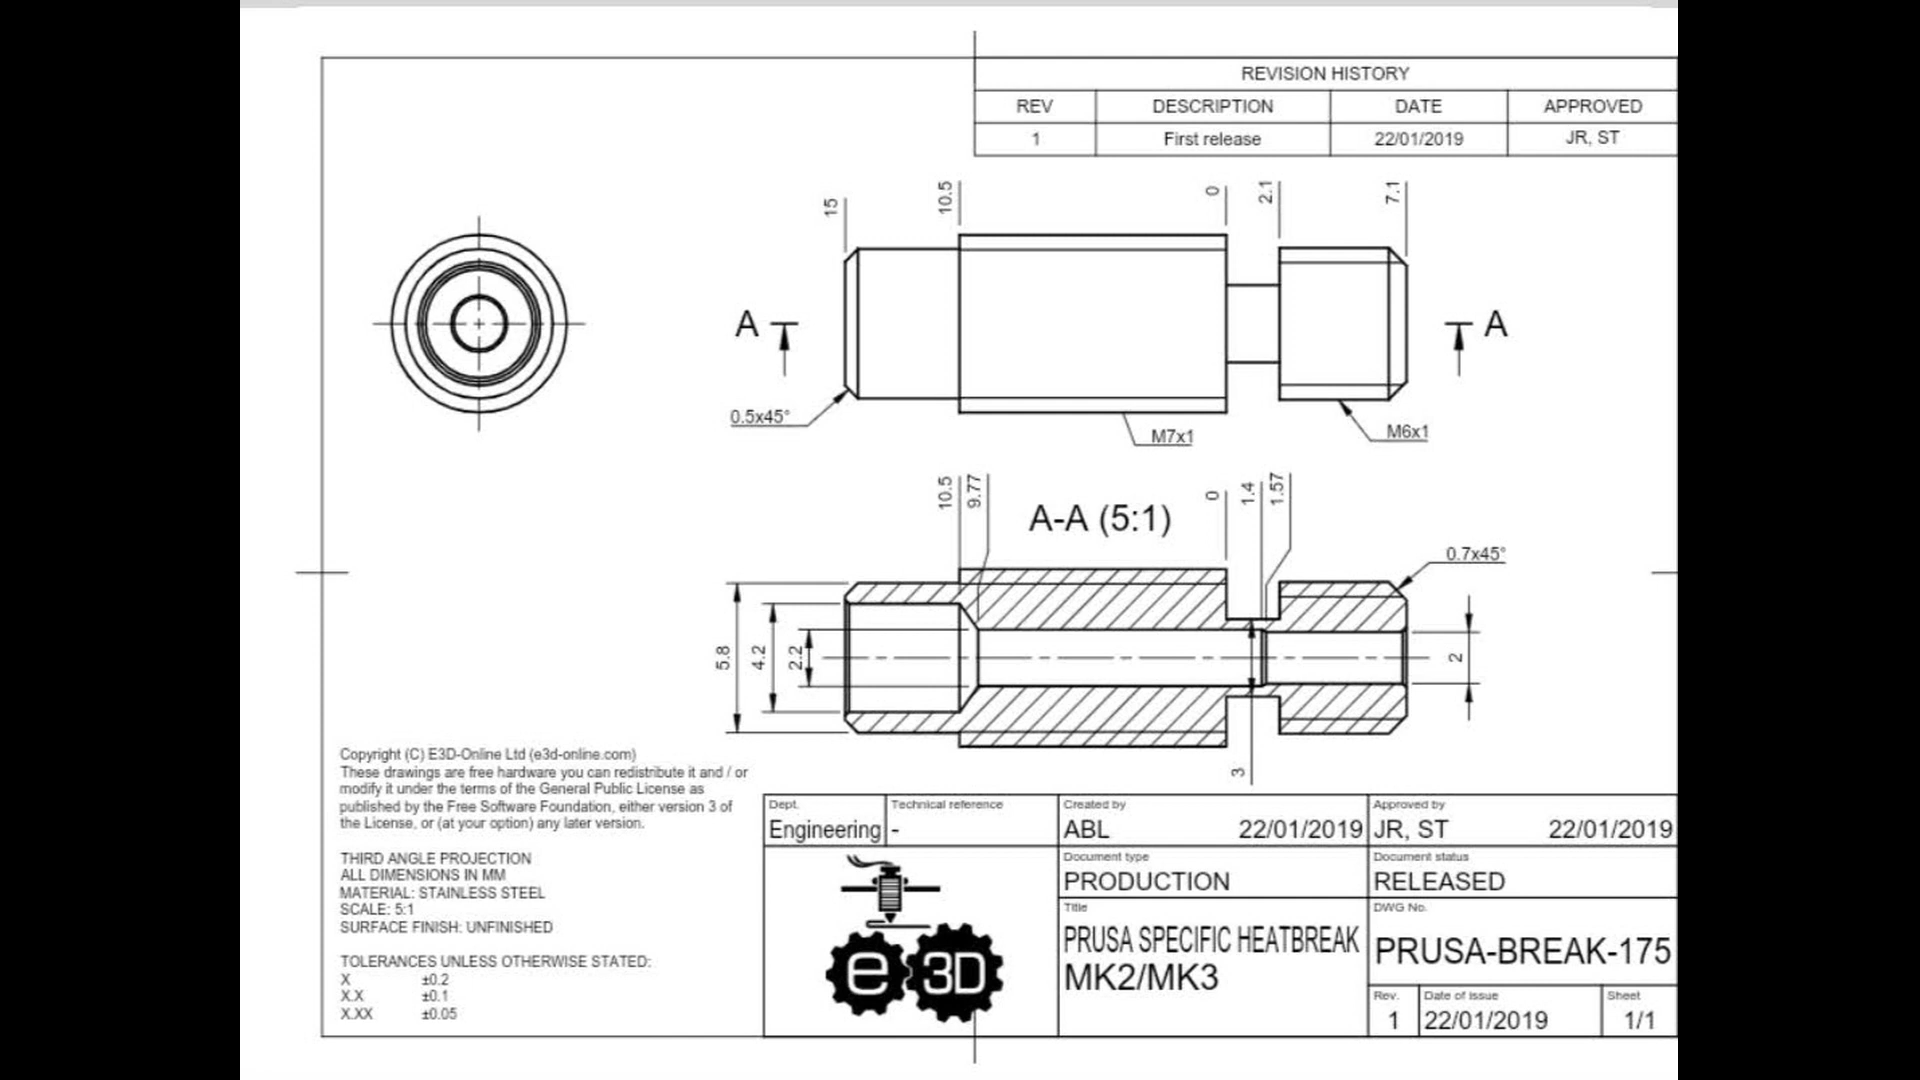 REVISION HISTORY
REV DESCRIPTION DATE APPROVED
1 First release 22/01/2019 JR, ST
15 10.5 0 2.1 7.1
A A
0.5x45°
M7x1
M6x1
10.5 9.77 0 1.4 1.57
A-A (5:1)
0.7x45°
5.8 4.2 2.2 2
3
Copyright (C) E3D-Online Ltd (e3d-online.com)
These drawings are free hardware you can redistribute it and / or
modify it under the terms of the General Public License as
published by the Free Software Foundation, either version 3 of
the License, or (at your option) any later version.
THIRD ANGLE PROJECTION
ALL DIMENSIONS IN MM
MATERIAL: STAINLESS STEEL
SCALE: 5:1
SURFACE FINISH: UNFINISHED
TOLERANCES UNLESS OTHERWISE STATED:
X ±0.2
X.X ±0.1
X.XX ±0.05
Dept. Technical reference Created by Approved by
Engineering - ABL 22/01/2019 JR, ST 22/01/2019
Document type Document status
PRODUCTION RELEASED
Title DWG No.
PRUSA SPECIFIC HEATBREAK
MK2/MK3
PRUSA-BREAK-175
e3D
Rev. Date of issue Sheet
1 22/01/2019 1/1